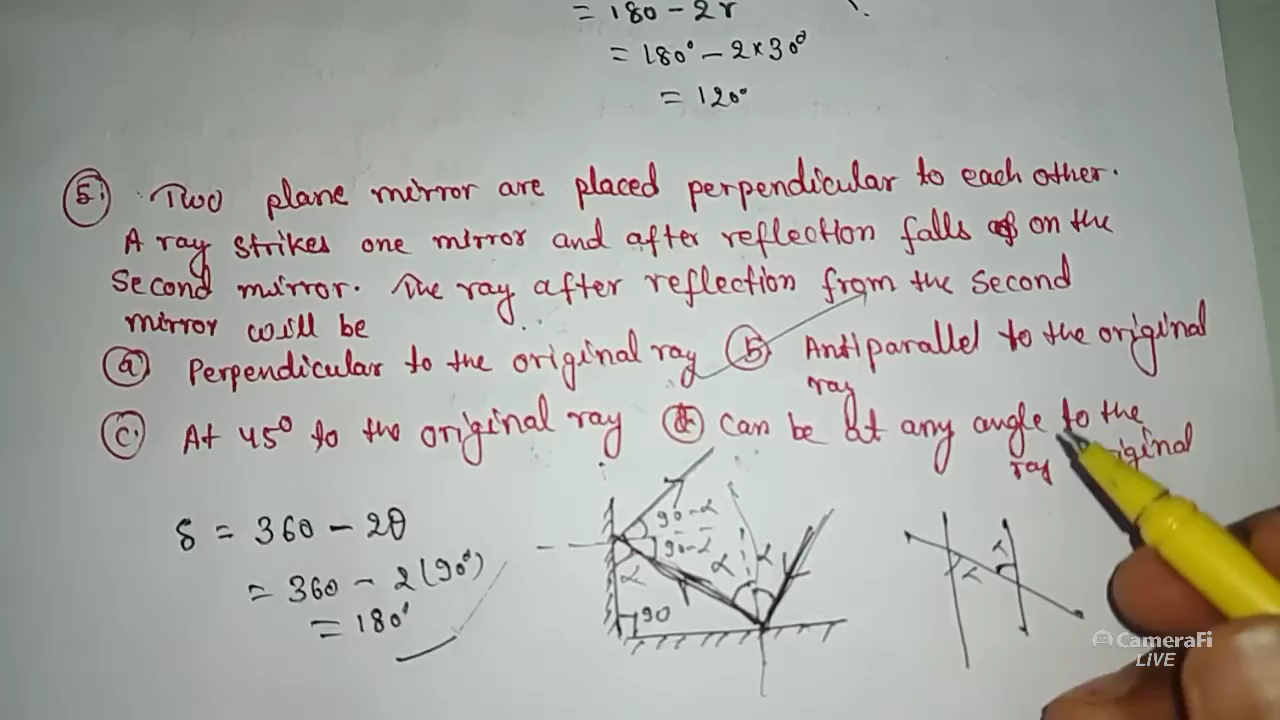 = 180 - 2r
= 180° - 2 × 30°
= 120°
5. Two plane mirror are placed perpendicular to each other.
A ray strikes one mirror and after reflection falls on the
Second mirror. The ray after reflection from the Second
mirror will be
(a) Perpendicular to the original ray (b) Antiparallel to the original
ray
(c) At 45° to the original ray (d) Can be at any angle to the
original
ray
δ = 360 - 2θ
= 360 - 2(90°)
= 180°
90-α
90-α
α
α α
90
α
α
CameraFi
LIVE